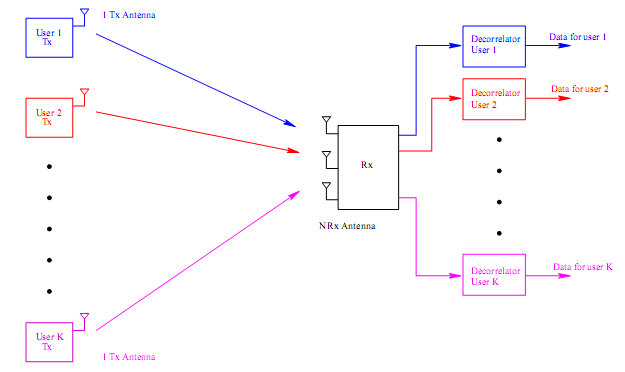 1 Tx Antenna
User 1
Tx
Decorrelator
User 1
Data for user 1
User 2
Tx
Decorrelator
User 2
Data for user 2
Rx
N Rx Antenna
Decorrelator
User K
Data for user K
User K
Tx
1 Tx Antenna